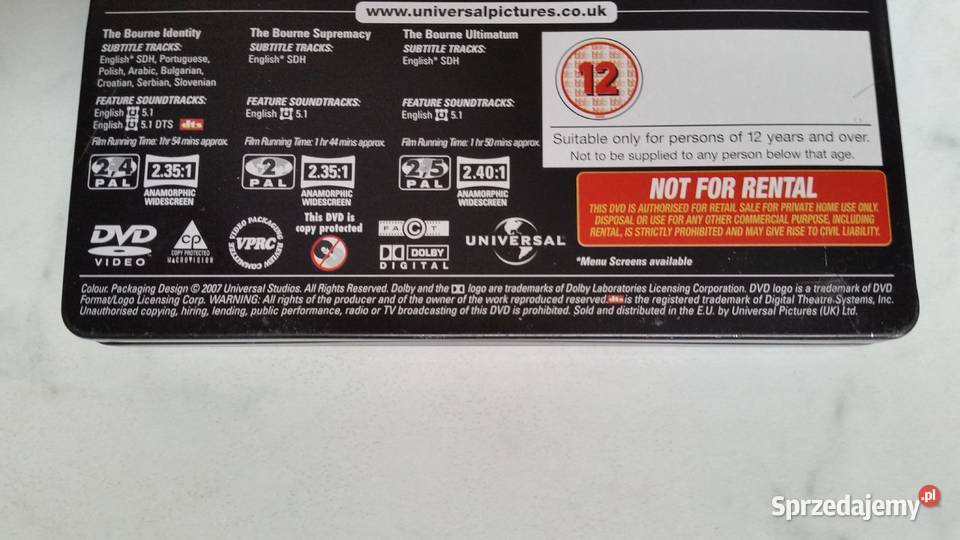 www.universalpictures.co.uk
The Bourne Identity
SUBTITLE TRACKS:
English* SDH, Portuguese,
Polish, Arabic, Bulgarian,
Croatian, Serbian, Slovenian
FEATURE SOUNDTRACKS:
English 5.1
English 5.1 DTS dts
Film Running Time: 1hr 54 mins approx.
2,4
PAL
2.35:1
ANAMORPHIC
WIDESCREEN
The Bourne Supremacy
SUBTITLE TRACKS:
English* SDH
FEATURE SOUNDTRACKS:
English 5.1
Film Running Time: 1 hr 44 mins approx.
2
PAL
2.35:1
ANAMORPHIC
WIDESCREEN
The Bourne Ultimatum
SUBTITLE TRACKS:
English* SDH
FEATURE SOUNDTRACKS:
English 5.1
Film Running Time: 1 hr 50 mins approx.
2,5
PAL
2.40:1
ANAMORPHIC
WIDESCREEN
12
Suitable only for persons of 12 years and over.
Not to be supplied to any person below that age.
NOT FOR RENTAL
THIS DVD IS AUTHORISED FOR RETAIL SALE FOR PRIVATE HOME USE ONLY.
DISPOSAL OR USE FOR ANY OTHER COMMERCIAL PURPOSE, INCLUDING
RENTAL, IS STRICTLY PROHIBITED AND MAY GIVE RISE TO CIVIL LIABILITY.
DVD
VIDEO
CP
COPY PROTECTED
MACROVISION
VIDEO PACKAGING REVIEW COMMITTEE
VPRC
This DVD is
copy protected
FACT
DOLBY
DIGITAL
UNIVERSAL
*Menu Screens available
Colour. Packaging Design © 2007 Universal Studios. All Rights Reserved. Dolby and the logo are trademarks of Dolby Laboratories Licensing Corporation. DVD logo is a trademark of DVD
Format/Logo Licensing Corp. WARNING: All rights of the producer and of the owner of the work reproduced reserved. dts is the registered trademark of Digital Theatre Systems, Inc.
Unauthorised copying, hiring, lending, public performance, radio or TV broadcasting of this DVD is prohibited. Sold and distributed in the E.U. by Universal Pictures (UK) Ltd.
Sprzedajemy.pl